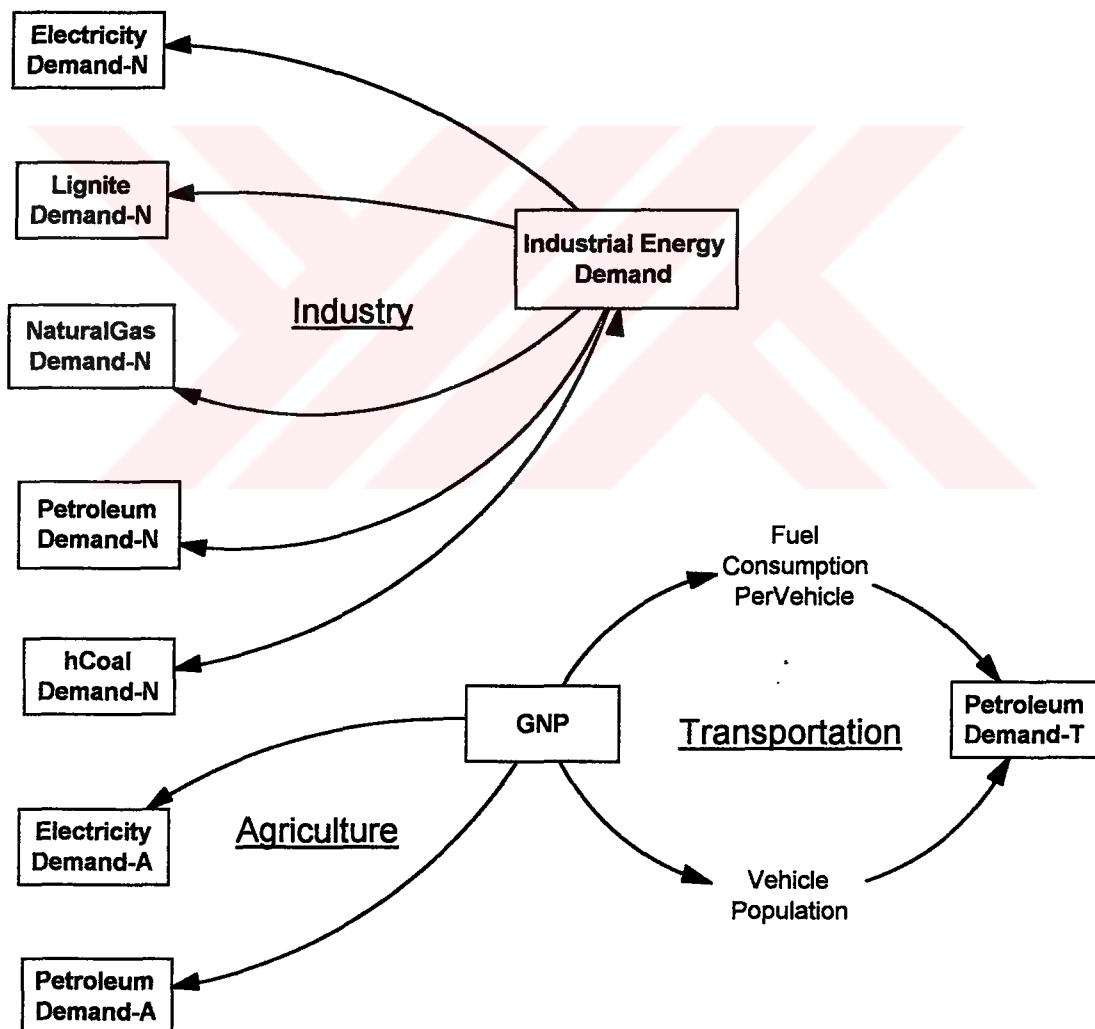 Electricity
Demand-N
Lignite
Demand-N
Industrial Energy
Demand
Industry
NaturalGas
Demand-N
Petroleum
Demand-N
Fuel
Consumption
PerVehicle
hCoal
Demand-N
GNP
Transportation
Petroleum
Demand-T
Electricity
Demand-A
Agriculture
Vehicle
Population
Petroleum
Demand-A